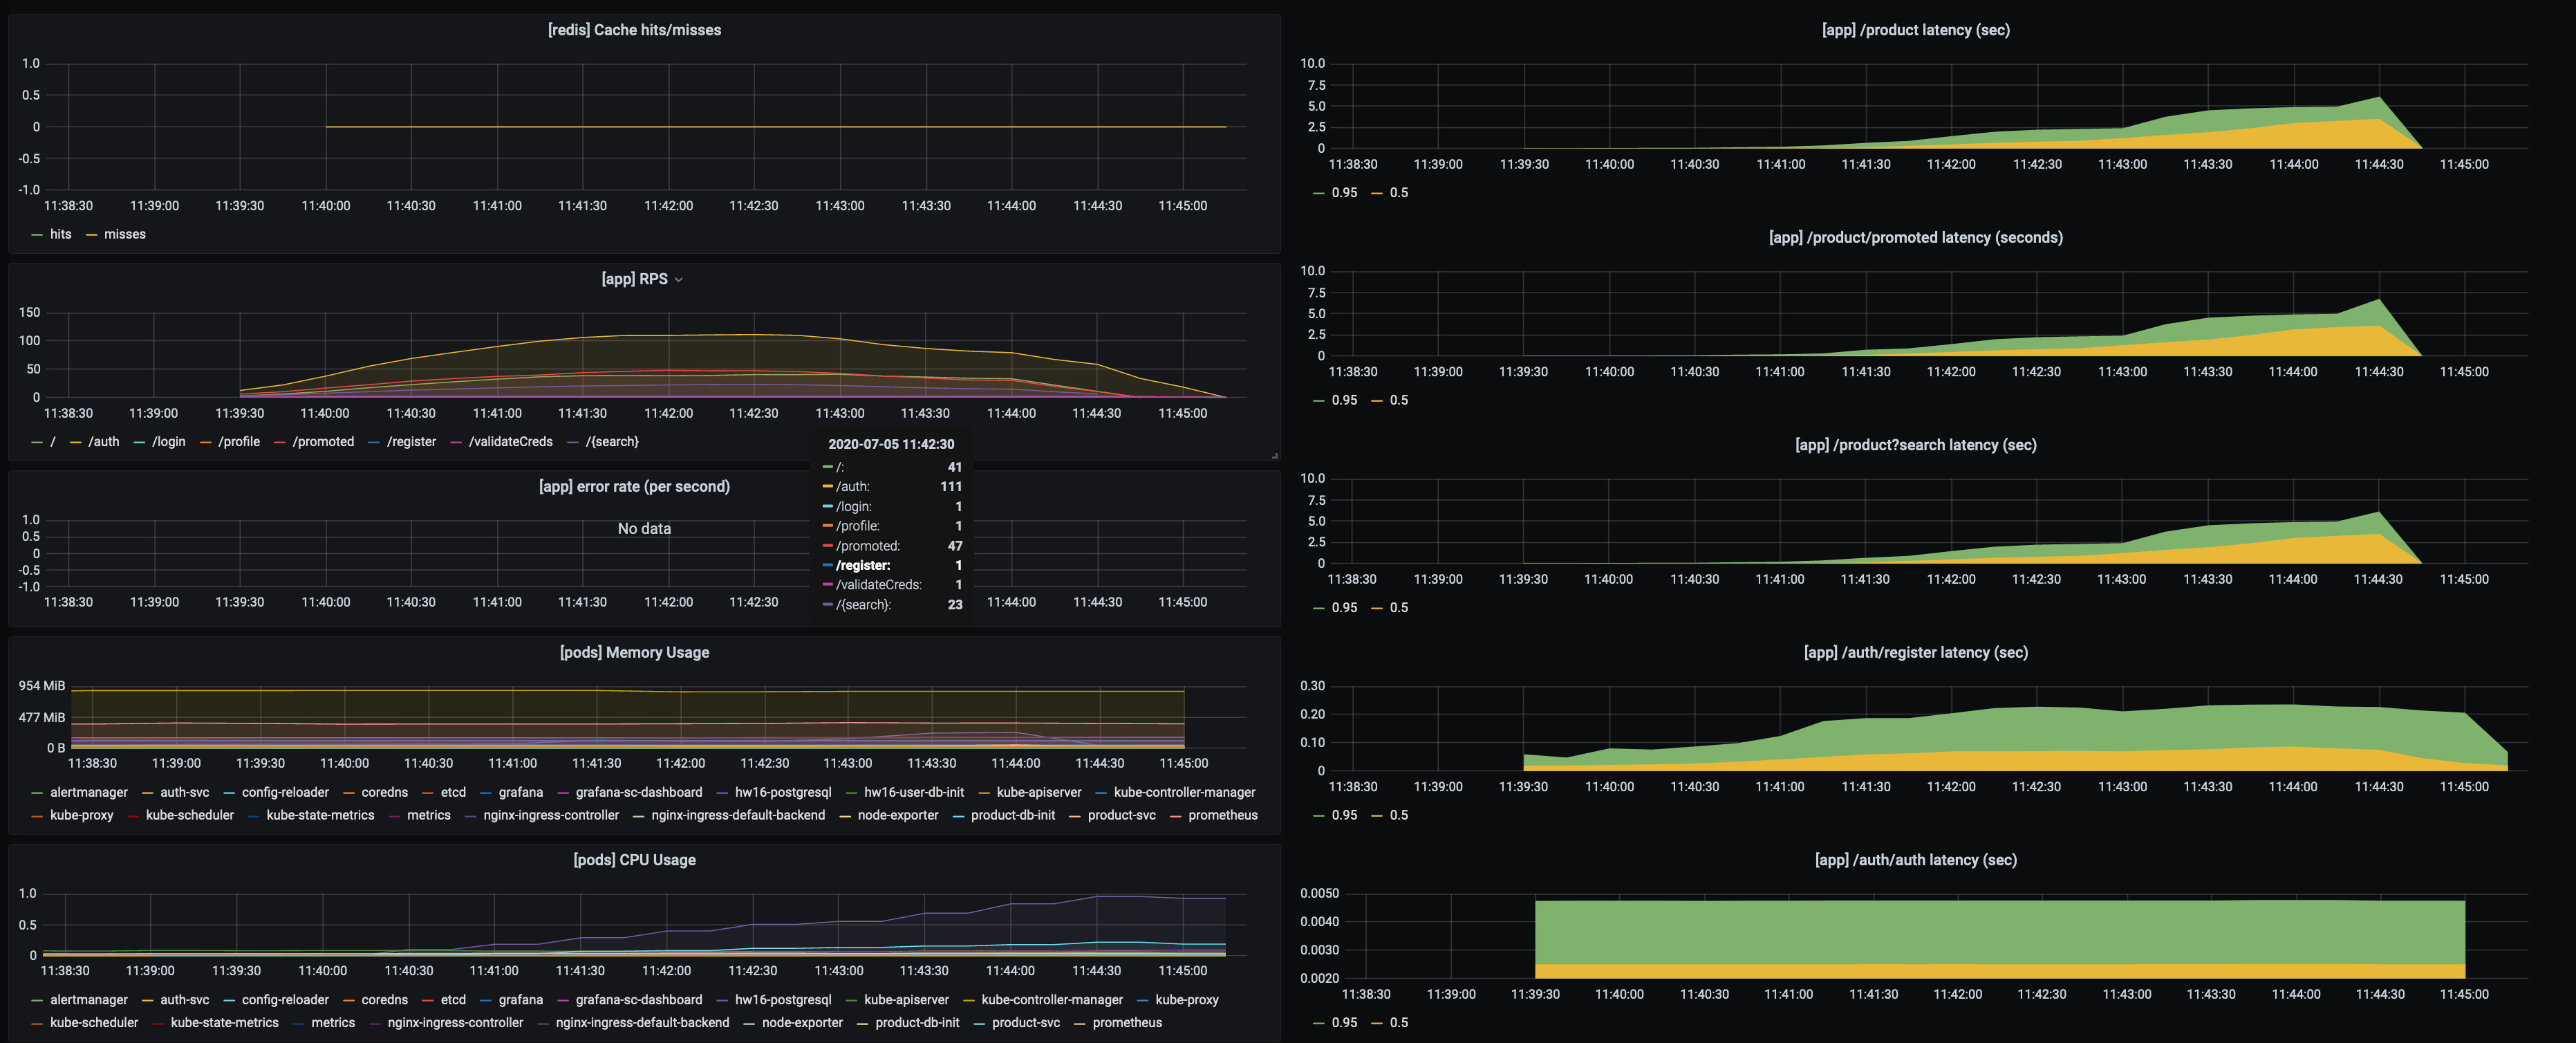 [redis] Cache hits/misses
1.0
0.5
0
-0.5
-1.0
11:38:30 11:39:00 11:39:30 11:40:00 11:40:30 11:41:00 11:41:30 11:42:00 11:42:30 11:43:00 11:43:30 11:44:00 11:44:30 11:45:00
hits misses
[app] RPS
150
100
50
0
11:38:30 11:39:00 11:39:30 11:40:00 11:40:30 11:41:00 11:41:30 11:42:00 11:42:30 11:43:00 11:43:30 11:44:00 11:44:30 11:45:00
/ /auth /login /profile /promoted /register /validateCreds /{search}
2020-07-05 11:42:30
/: 41
/auth: 111
/login: 1
/profile: 1
/promoted: 47
/register: 1
/validateCreds: 1
/{search}: 23
[app] error rate (per second)
1.0
0.5
0
-0.5
-1.0
No data
11:38:30 11:39:00 11:39:30 11:40:00 11:40:30 11:41:00 11:41:30 11:42:00 11:42:30 11:44:00 11:44:30 11:45:00
[pods] Memory Usage
954 MiB
477 MiB
0 B
11:38:30 11:39:00 11:39:30 11:40:00 11:40:30 11:41:00 11:41:30 11:42:00 11:42:30 11:43:00 11:43:30 11:44:00 11:44:30 11:45:00
alertmanager auth-svc config-reloader coredns etcd grafana grafana-sc-dashboard hw16-postgresql hw16-user-db-init kube-apiserver kube-controller-manager
kube-proxy kube-scheduler kube-state-metrics metrics nginx-ingress-controller nginx-ingress-default-backend node-exporter product-db-init product-svc prometheus
[pods] CPU Usage
1.0
0.5
0
11:38:30 11:39:00 11:39:30 11:40:00 11:40:30 11:41:00 11:41:30 11:42:00 11:42:30 11:43:00 11:43:30 11:44:00 11:44:30 11:45:00
alertmanager auth-svc config-reloader coredns etcd grafana grafana-sc-dashboard hw16-postgresql kube-apiserver kube-controller-manager kube-proxy
kube-scheduler kube-state-metrics metrics nginx-ingress-controller nginx-ingress-default-backend node-exporter product-db-init product-svc prometheus
[app] /product latency (sec)
10.0
7.5
5.0
2.5
0
11:38:30 11:39:00 11:39:30 11:40:00 11:40:30 11:41:00 11:41:30 11:42:00 11:42:30 11:43:00 11:43:30 11:44:00 11:44:30 11:45:00
0.95 0.5
[app] /product/promoted latency (seconds)
10.0
7.5
5.0
2.5
0
11:38:30 11:39:00 11:39:30 11:40:00 11:40:30 11:41:00 11:41:30 11:42:00 11:42:30 11:43:00 11:43:30 11:44:00 11:44:30 11:45:00
0.95 0.5
[app] /product?search latency (sec)
10.0
7.5
5.0
2.5
0
11:38:30 11:39:00 11:39:30 11:40:00 11:40:30 11:41:00 11:41:30 11:42:00 11:42:30 11:43:00 11:43:30 11:44:00 11:44:30 11:45:00
0.95 0.5
[app] /auth/register latency (sec)
0.30
0.20
0.10
0
11:38:30 11:39:00 11:39:30 11:40:00 11:40:30 11:41:00 11:41:30 11:42:00 11:42:30 11:43:00 11:43:30 11:44:00 11:44:30 11:45:00
0.95 0.5
[app] /auth/auth latency (sec)
0.0050
0.0040
0.0030
0.0020
11:38:30 11:39:00 11:39:30 11:40:00 11:40:30 11:41:00 11:41:30 11:42:00 11:42:30 11:43:00 11:43:30 11:44:00 11:44:30 11:45:00
0.95 0.5